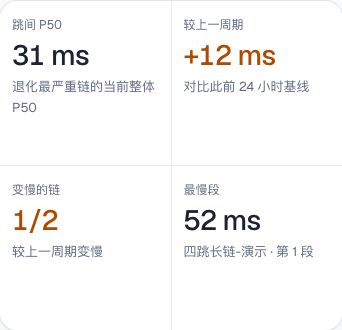 跳间 P50
31 ms
退化最严重链的当前整体
P50
较上一周期
+12 ms
对比此前 24 小时基线
变慢的链
1/2
较上一周期变慢
最慢段
52 ms
四跳长链-演示 · 第 1 段